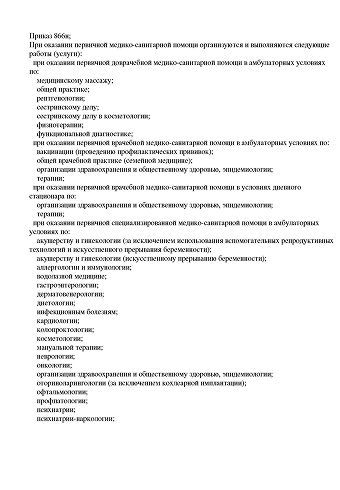 Приказ 866н;
При оказании первичной медико-санитарной помощи организуются и выполняются следующие
работы (услуги):
при оказании первичной доврачебной медико-санитарной помощи в амбулаторных условиях
по:
медицинскому массажу;
общей практике;
рентгенологии;
сестринскому делу;
сестринскому делу в косметологии;
физиотерапии;
функциональной диагностике;
при оказании первичной врачебной медико-санитарной помощи в амбулаторных условиях по:
вакцинации (проведению профилактических прививок);
общей врачебной практике (семейной медицине);
организации здравоохранения и общественному здоровью, эпидемиологии;
терапии;
при оказании первичной врачебной медико-санитарной помощи в условиях дневного
стационара по:
организации здравоохранения и общественному здоровью, эпидемиологии;
терапии;
при оказании первичной специализированной медико-санитарной помощи в амбулаторных
условиях по:
акушерству и гинекологии (за исключением использования вспомогательных репродуктивных
технологий и искусственного прерывания беременности);
акушерству и гинекологии (искусственному прерыванию беременности);
аллергологии и иммунологии;
водолазной медицине;
гастроэнтерологии;
дерматовенерологии;
диетологии;
инфекционным болезням;
кардиологии;
колопроктологии;
косметологии;
мануальной терапии;
неврологии;
онкологии;
организации здравоохранения и общественному здоровью, эпидемиологии;
оториноларингологии (за исключением кохлеарной имплантации);
офтальмологии;
профпатологии;
психиатрии;
психиатрии-наркологии;